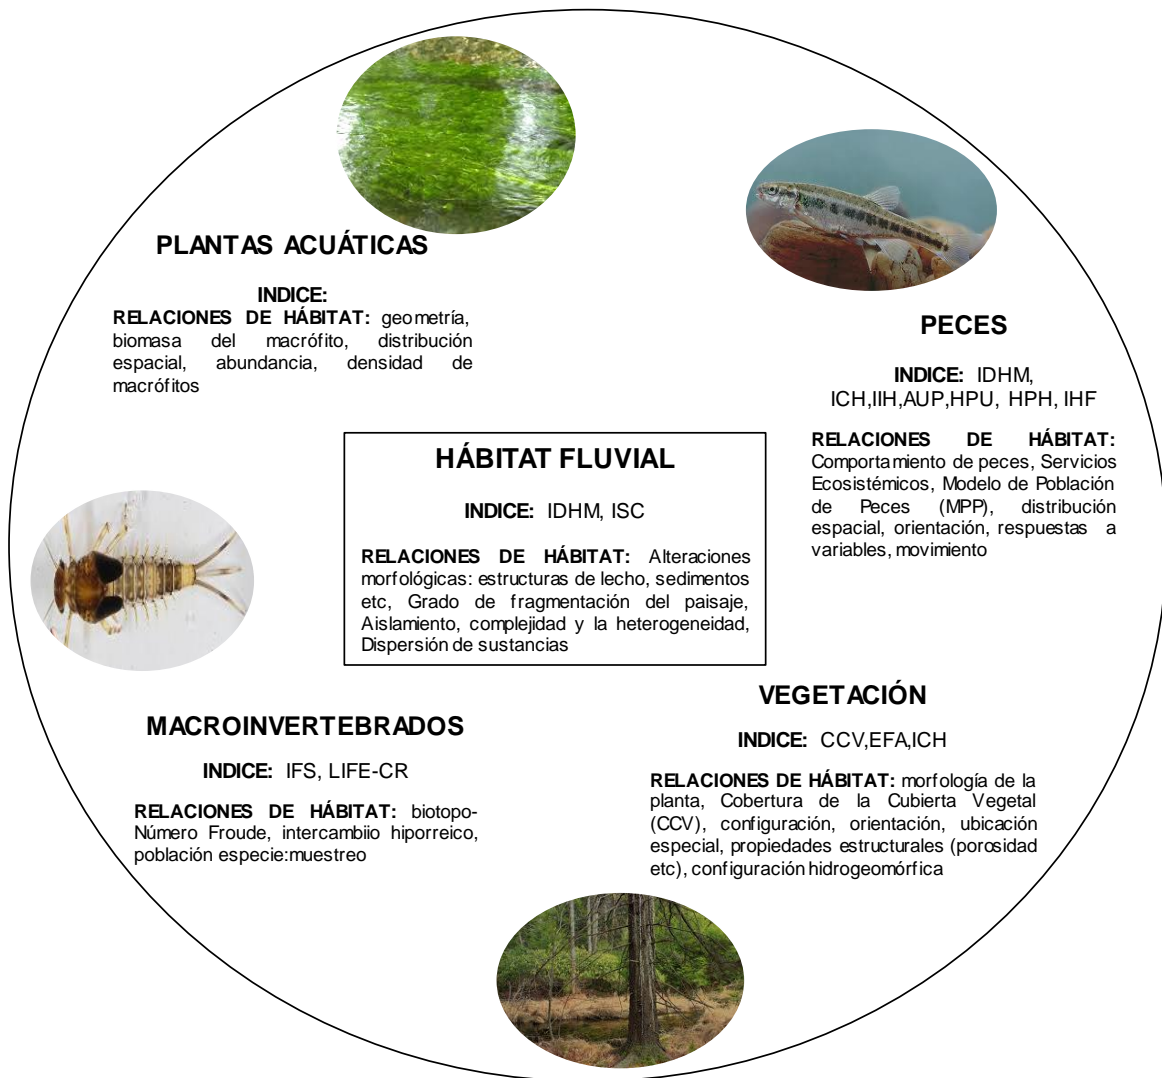 PLANTAS ACUÁTICAS
INDICE:
RELACIONES DE HÁBITAT: geometría,
biomasa del macrófito, distribución
espacial, abundancia, densidad de
macrófitos
PECES
INDICE: IDHM,
ICH,IIH,AUP,HPU, HPH, IHF
RELACIONES DE HÁBITAT:
Comportamiento de peces, Servicios
Ecosistémicos, Modelo de Población
de Peces (MPP), distribución
espacial, orientación, respuestas a
variables, movimiento
HÁBITAT FLUVIAL
INDICE: IDHM, ISC
RELACIONES DE HÁBITAT: Alteraciones
morfológicas: estructuras de lecho, sedimentos
etc, Grado de fragmentación del paisaje,
Aislamiento, complejidad y la heterogeneidad,
Dispersión de sustancias
MACROINVERTEBRADOS
INDICE: IFS, LIFE-CR
RELACIONES DE HÁBITAT: biotopo-
Número Froude, intercambiio hiporreico,
población especie:muestreo
VEGETACIÓN
INDICE: CCV,EFA,ICH
RELACIONES DE HÁBITAT: morfología de la
planta, Cobertura de la Cubierta Vegetal
(CCV), configuración, orientación, ubicación
especial, propiedades estructurales (porosidad
etc), configuración hidrogeomórfica